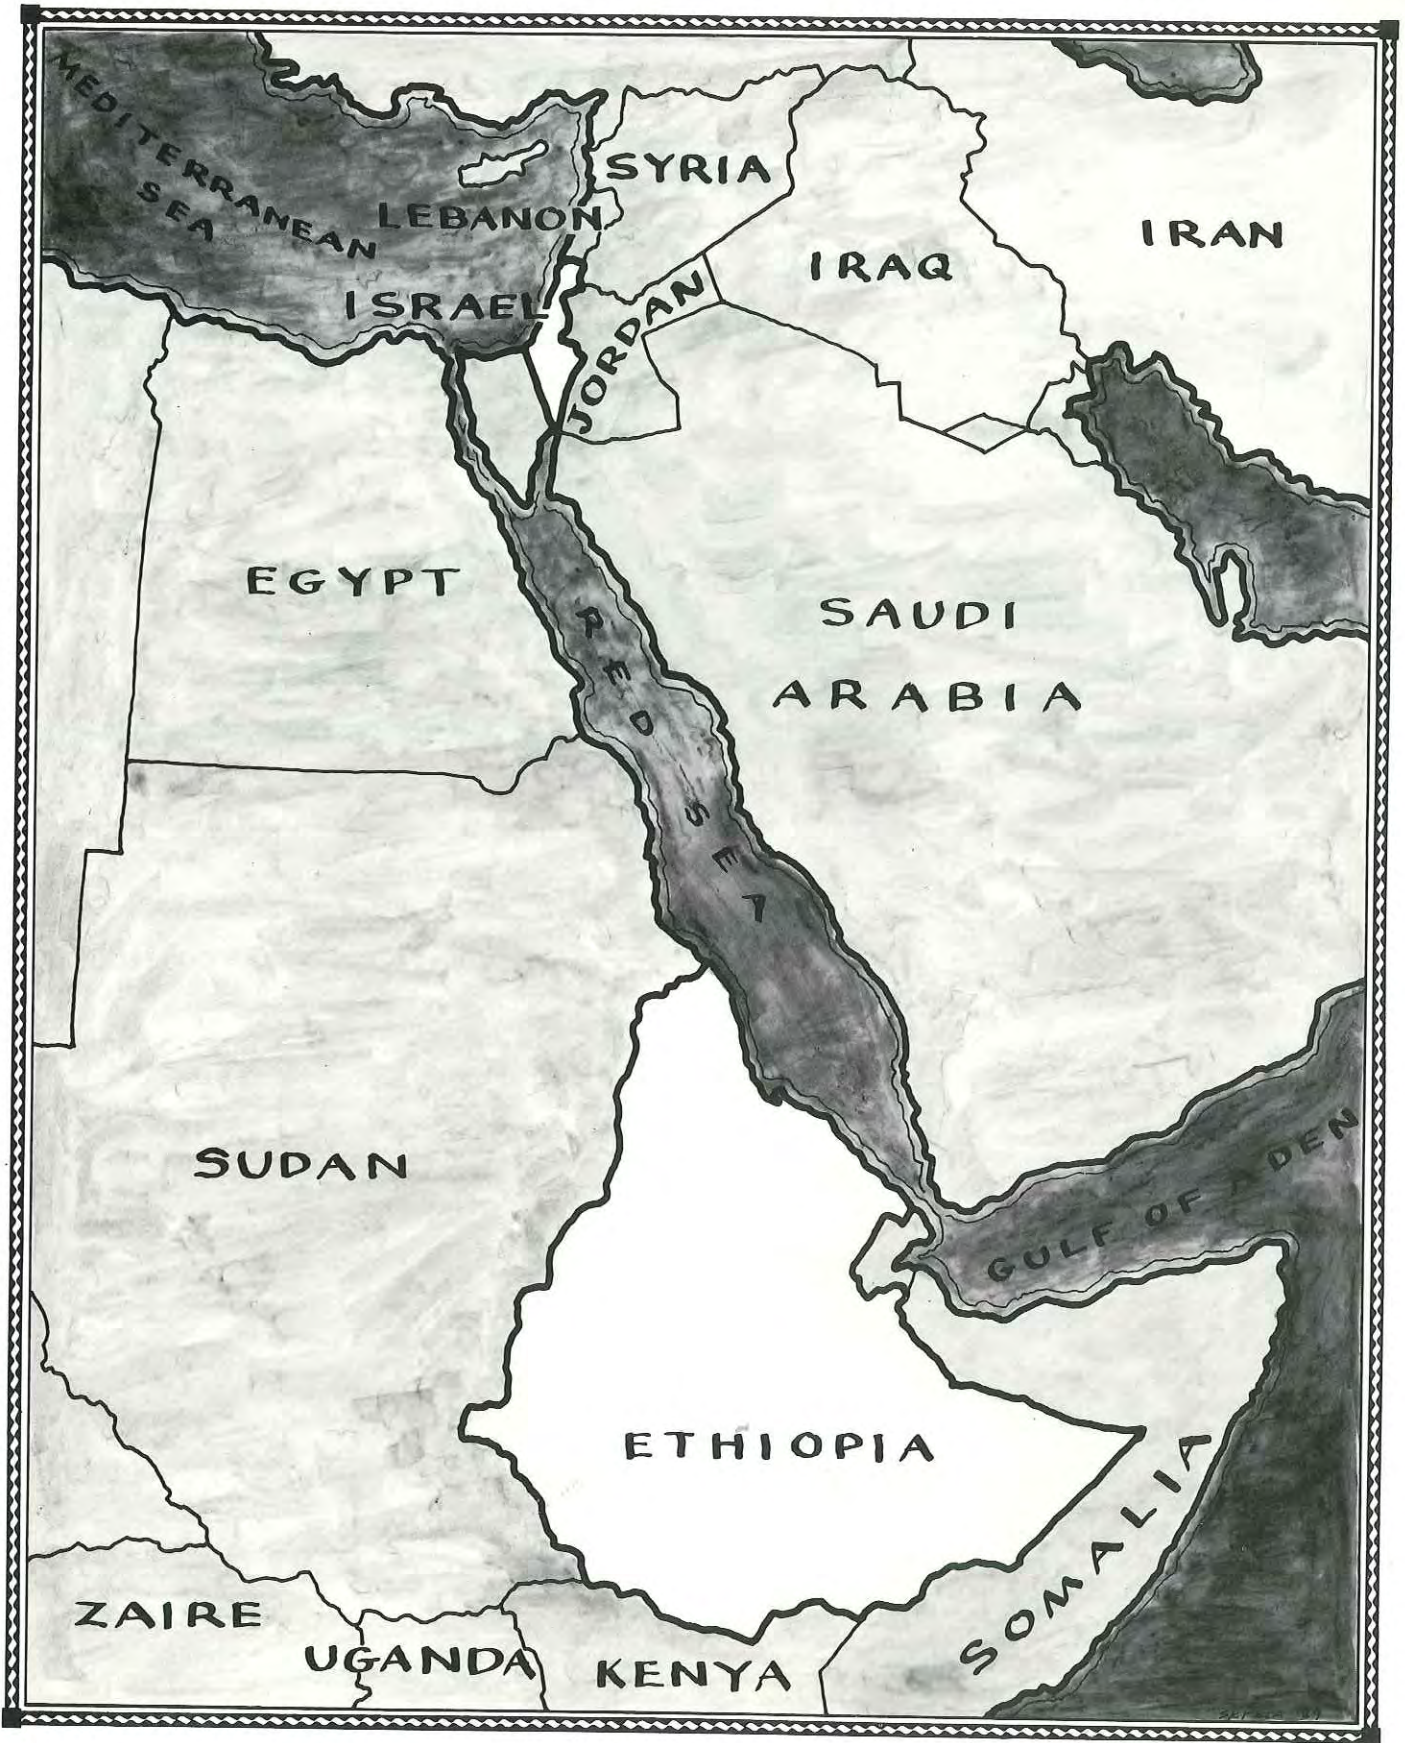 MEDITERRANEAN
SEA
SYRIA
LEBANON
IRAN
IRAQ
ISRAEL
JORDAN
EGYPT
SAUDI
ARABIA
RED SEA
SUDAN
GULF OF ADEN
ETHIOPIA
SOMALIA
ZAIRE
UGANDA
KENYA